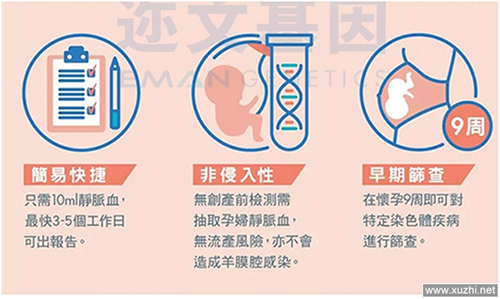 迩文基因
EMAN GENETICS
9周
簡易快捷
只需10ml靜脈血，
最快3-5個工作日
可出報告。
非侵入性
無創產前檢測需
抽取孕婦靜脈血，
無流產風險，亦不會
造成羊膜腔感染。
早期篩查
在懷孕9周即可對
特定染色體疾病
進行篩查。
www.xuzhi.net